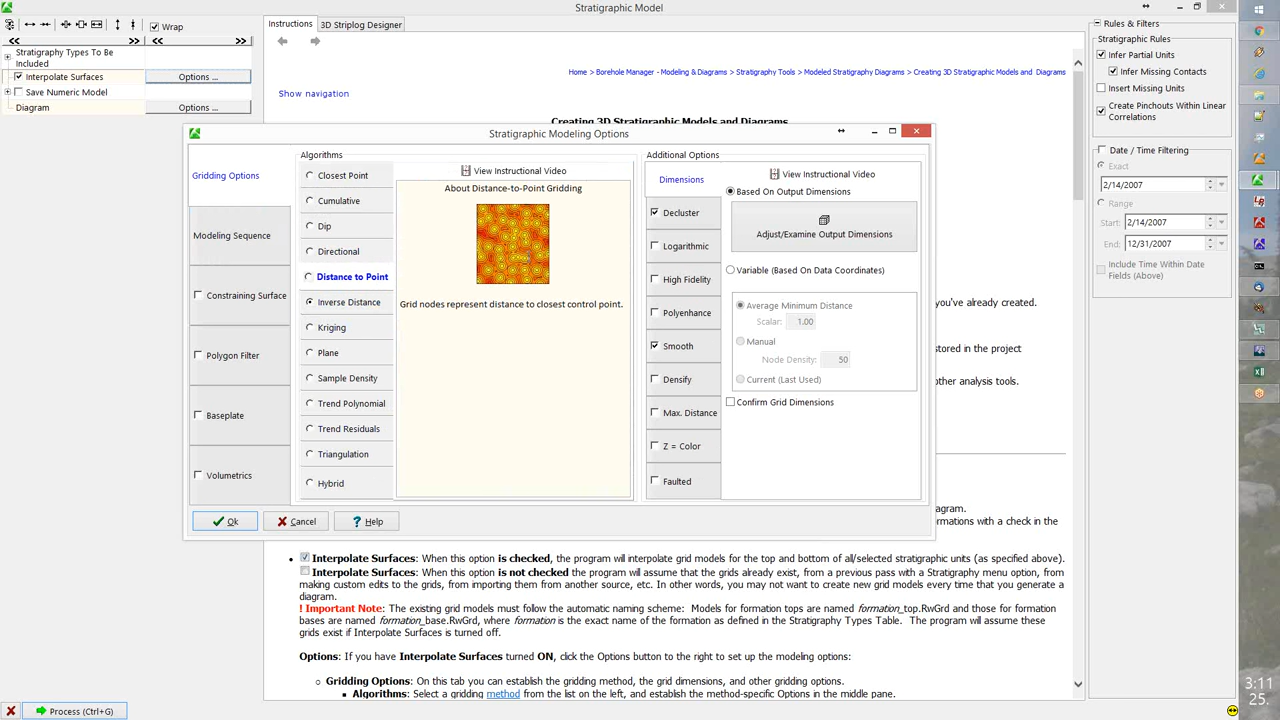 Stratigraphic Model
Wrap
<< >> << >>
Stratigraphy Types To Be
Included
Interpolate Surfaces
Options ...
Save Numeric Model
Diagram
Options ...
Instructions
3D Striplog Designer
Home > Borehole Manager - Modeling & Diagrams > Stratigraphy Tools > Modeled Stratigraphy Diagrams > Creating 3D Stratigraphic Models and Diagrams
Show navigation
Creating 3D Stratigraphic Models and Diagrams
Stratigraphic Modeling Options
Gridding Options
Modeling Sequence
Constraining Surface
Polygon Filter
Baseplate
Volumetrics
Algorithms
Closest Point
Cumulative
Dip
Directional
Distance to Point
Inverse Distance
Kriging
Plane
Sample Density
Trend Polynomial
Trend Residuals
Triangulation
Hybrid
View Instructional Video
About Distance-to-Point Gridding
Grid nodes represent distance to closest control point.
Additional Options
Dimensions
Decluster
Logarithmic
High Fidelity
Polyenhance
Smooth
Densify
Max. Distance
Z = Color
Faulted
View Instructional Video
Based On Output Dimensions
Adjust/Examine Output Dimensions
Variable (Based On Data Coordinates)
Average Minimum Distance
Scalar: 1.00
Manual
Node Density: 50
Current (Last Used)
Confirm Grid Dimensions
Ok
Cancel
Help
you've already created.
stored in the project
other analysis tools.
agram.
ormations with a check in the
Interpolate Surfaces: When this option is checked, the program will interpolate grid models for the top and bottom of all/selected stratigraphic units (as specified above).
Interpolate Surfaces: When this option is not checked the program will assume that the grids already exist, from a previous pass with a Stratigraphy menu option, from
making custom edits to the grids, from importing them from another source, etc. In other words, you may not want to create new grid models every time that you generate a
diagram.
! Important Note: The existing grid models must follow the automatic naming scheme: Models for formation tops are named formation_top.RwGrd and those for formation
bases are named formation_base.RwGrd, where formation is the exact name of the formation as defined in the Stratigraphy Types Table. The program will assume these
grids exist if Interpolate Surfaces is turned off.
Options: If you have Interpolate Surfaces turned ON, click the Options button to the right to set up the modeling options:
Gridding Options: On this tab you can establish the gridding method, the grid dimensions, and other gridding options.
Algorithms: Select a gridding method from the list on the left, and establish the method-specific Options in the middle pane.
Rules & Filters
Stratigraphic Rules
Infer Partial Units
Infer Missing Contacts
Insert Missing Units
Create Pinchouts Within Linear
Correlations
Date / Time Filtering
Exact
2/14/2007
Range
Start: 2/14/2007
End: 12/31/2007
Include Time Within Date
Fields (Above)
Process (Ctrl+G)
3:11
25.